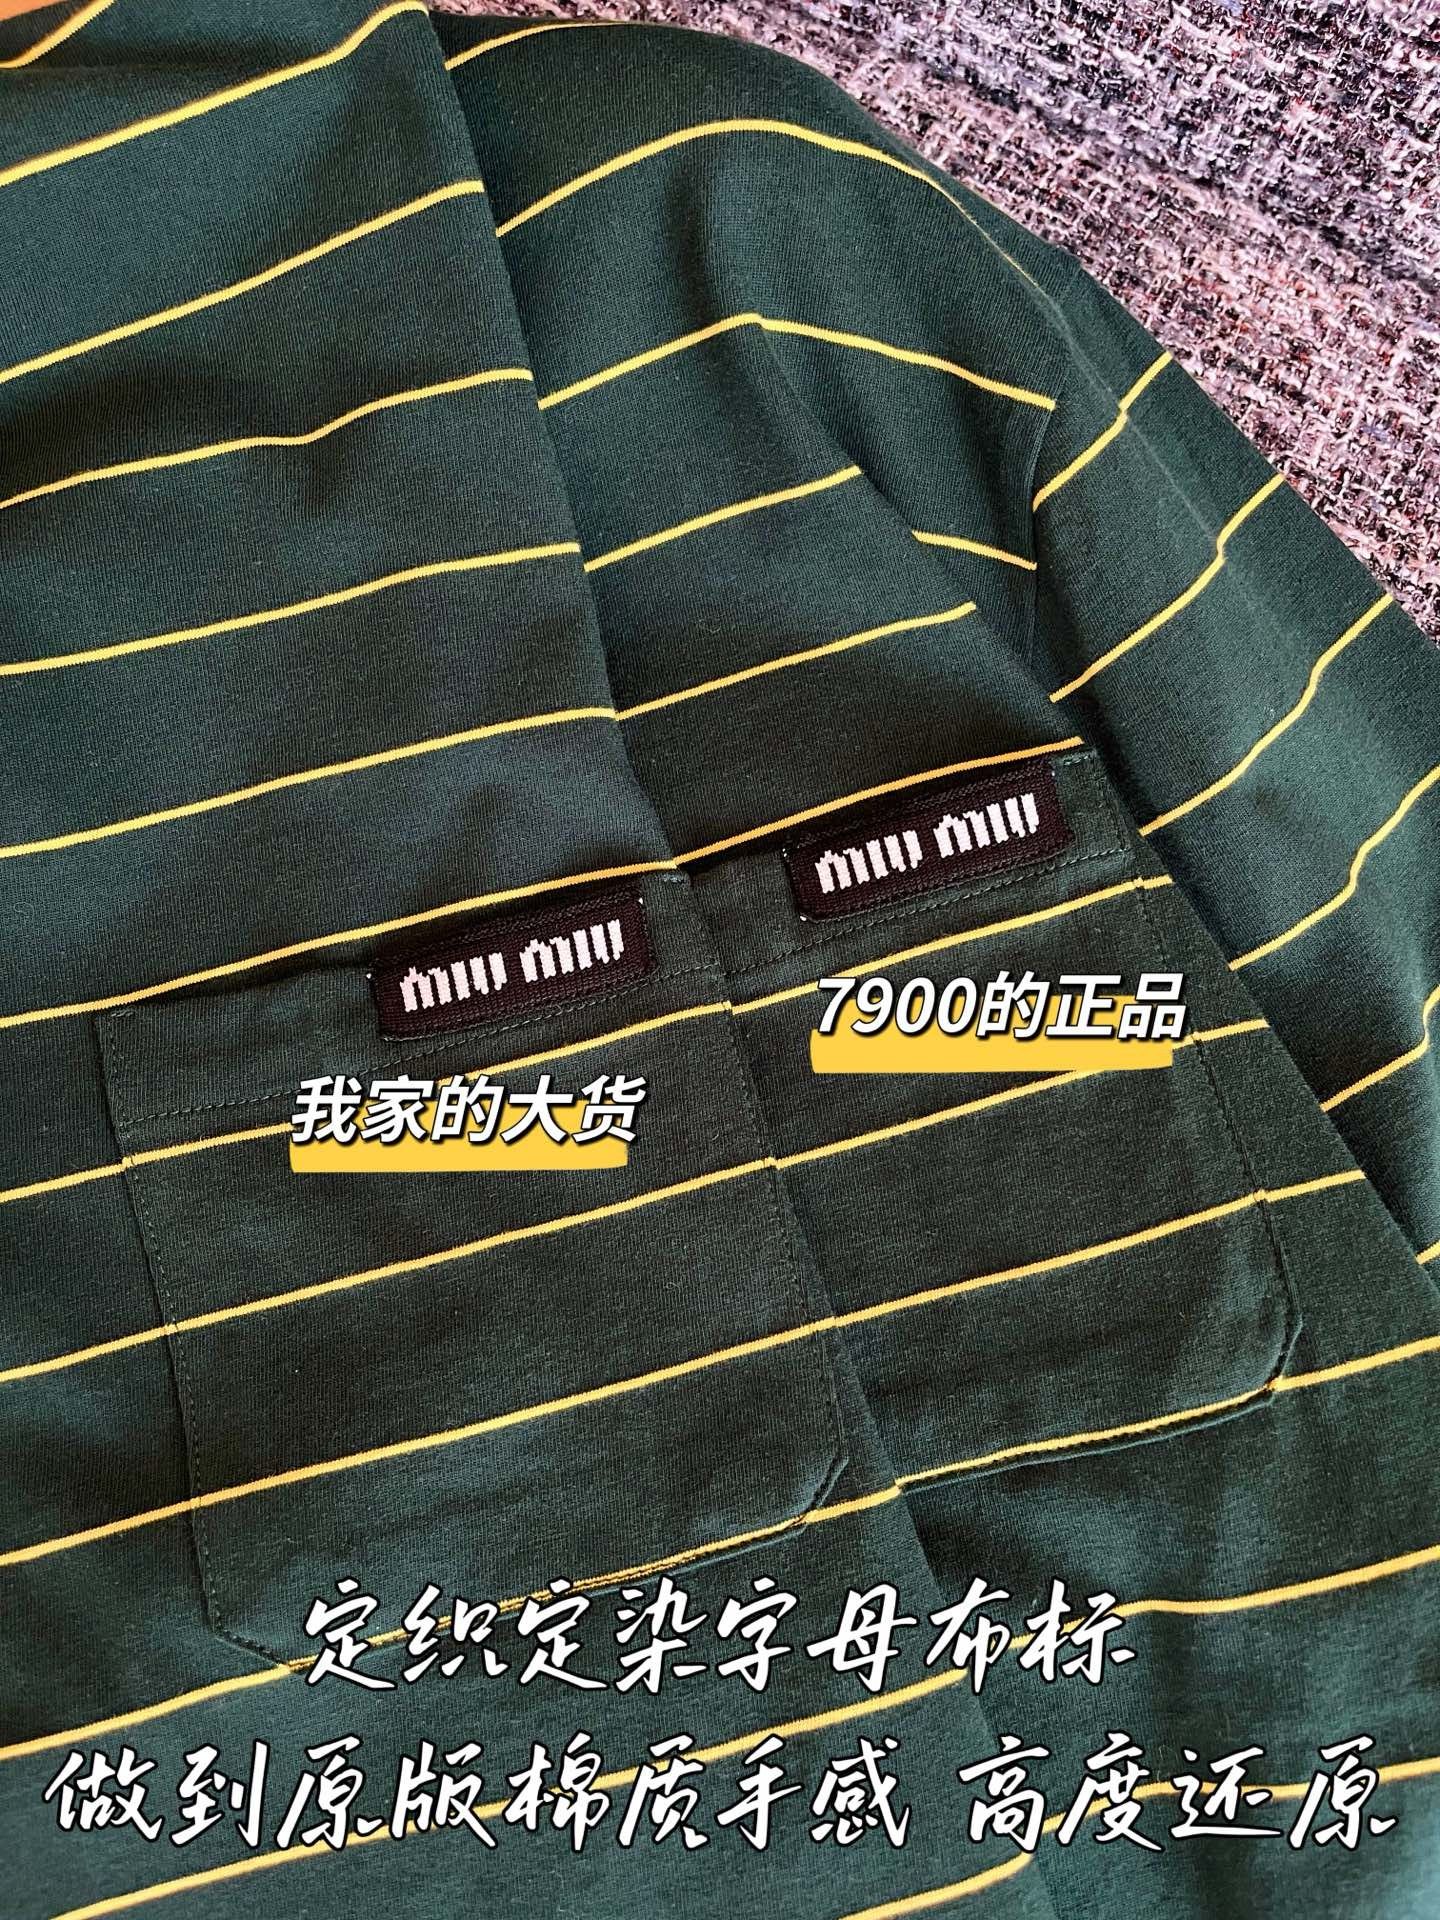 miu miu
miu miu
7900的正品
我家的大货
定织定染字母布标
做到原版棉质手感 高度还原